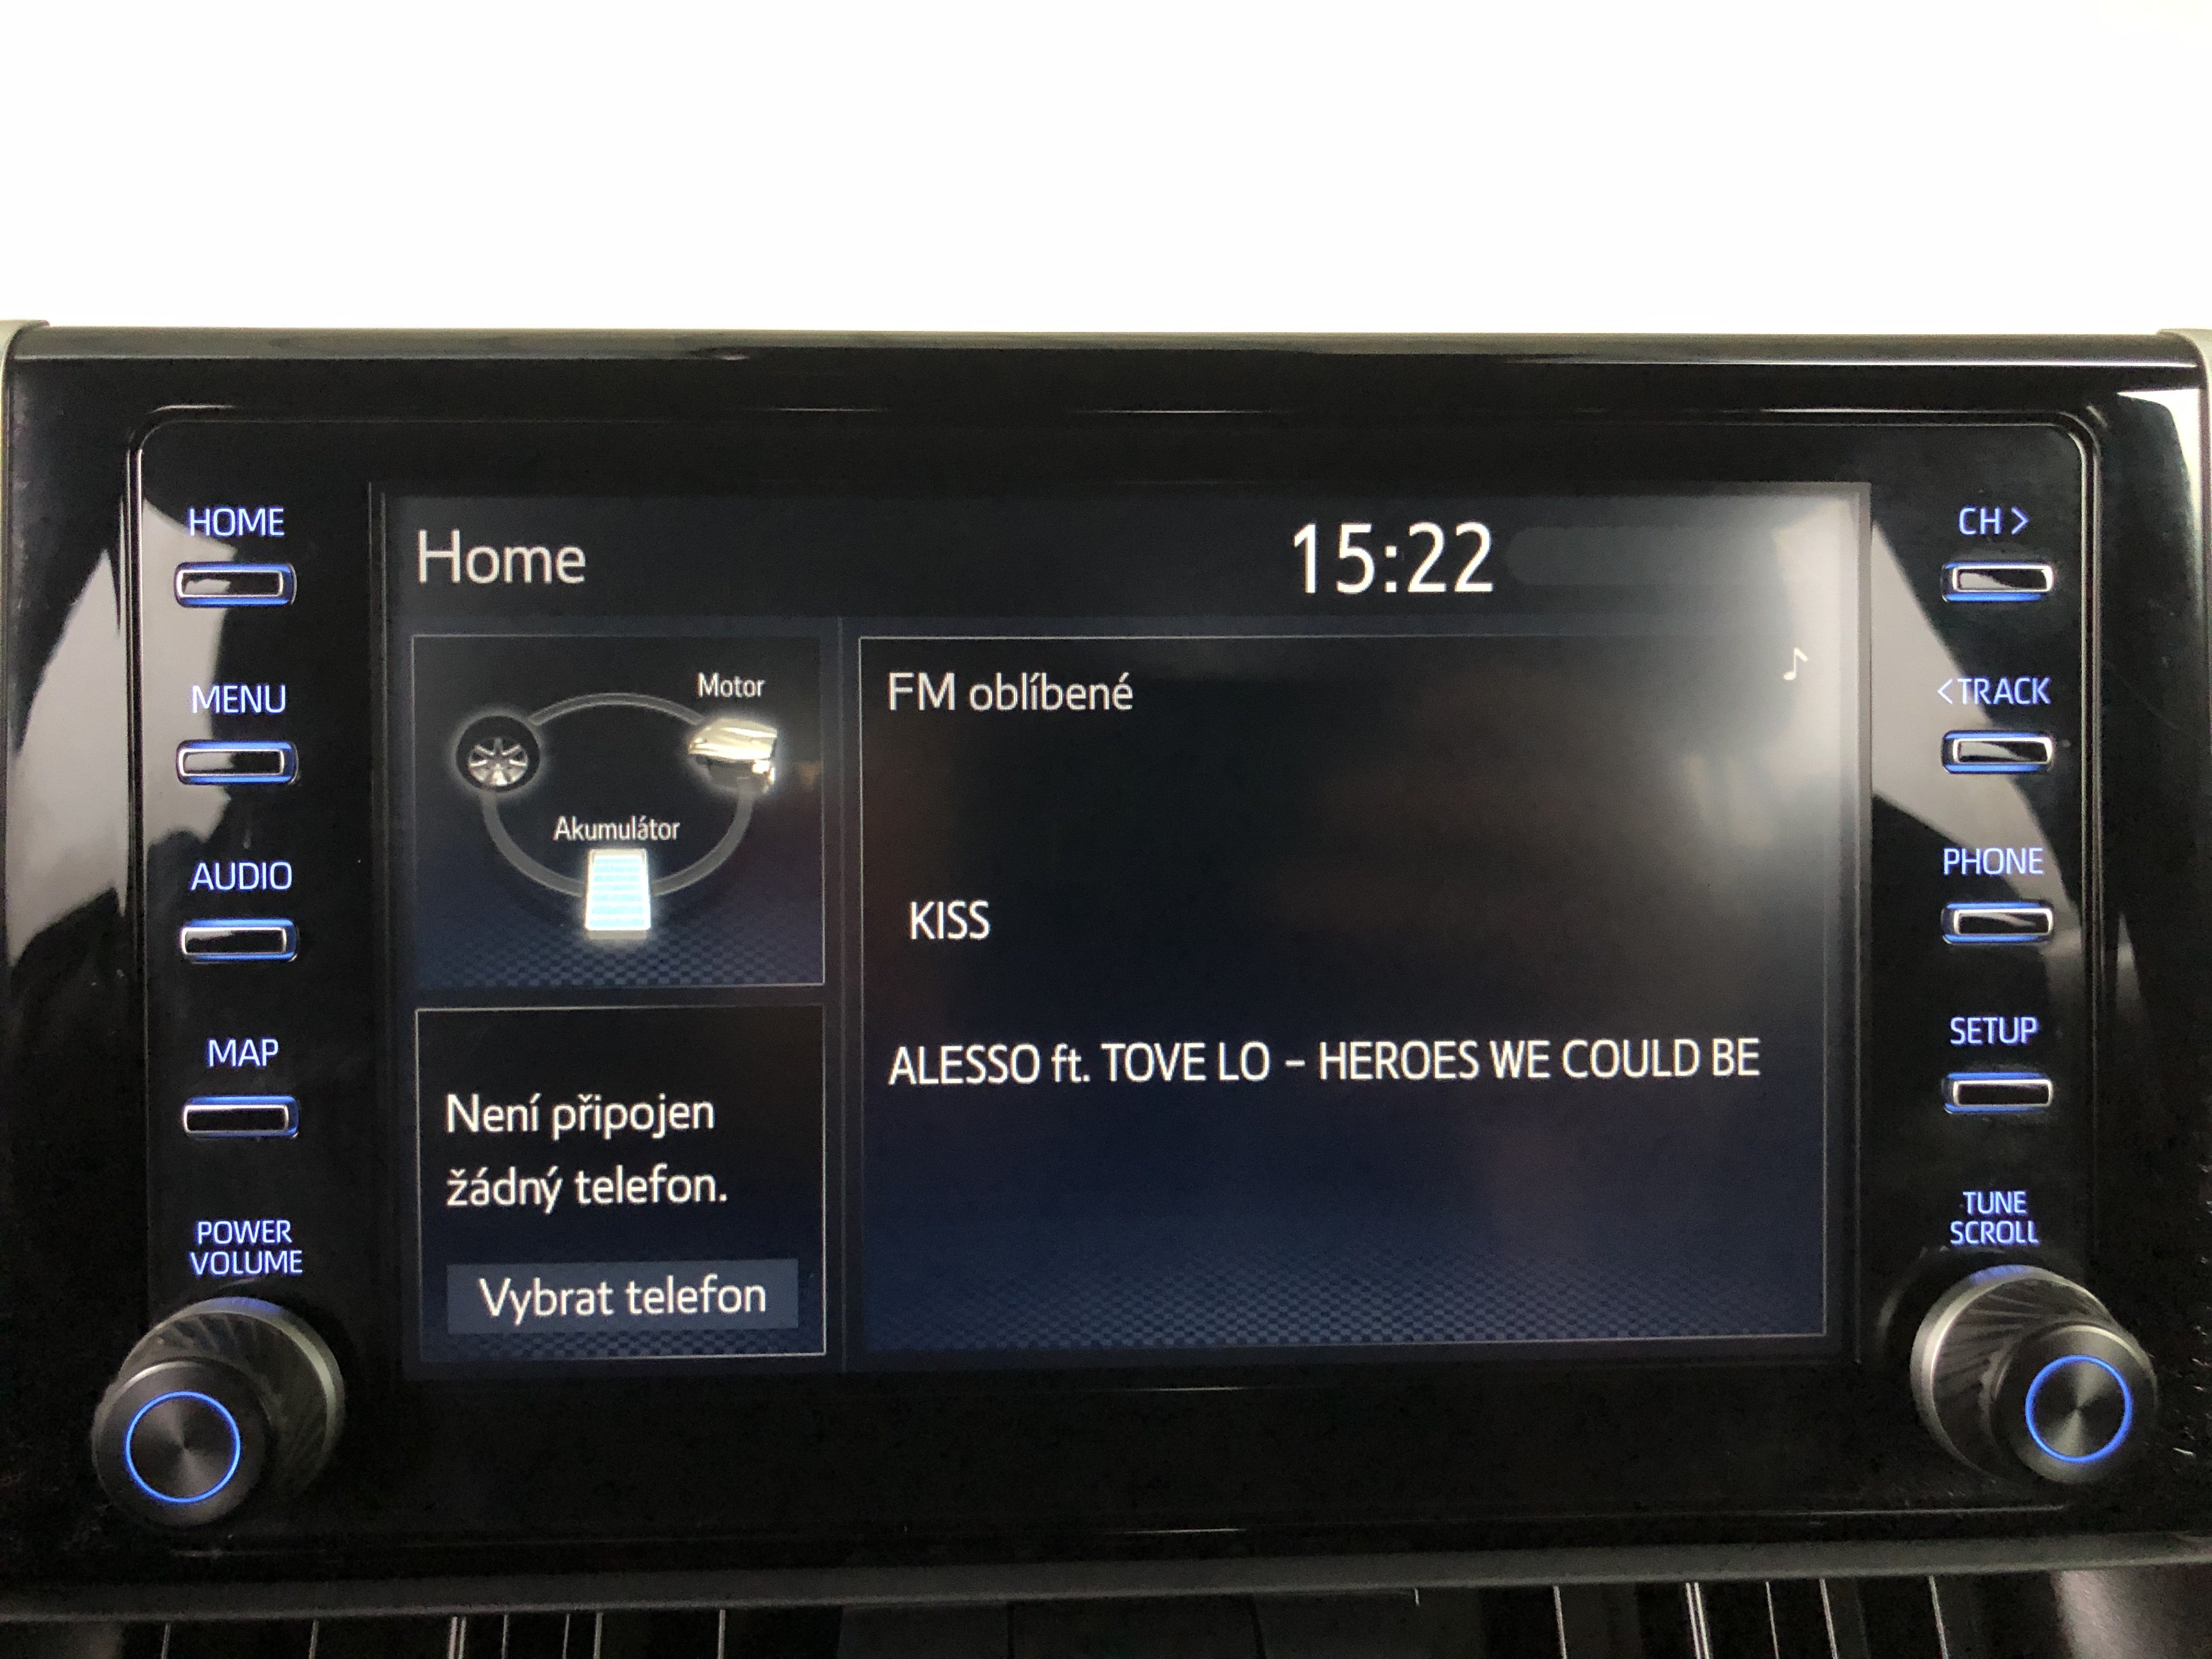 HOME
MENU
AUDIO
MAP
POWER
VOLUME
Home
15:22
Motor
Akumulátor
Není připojen
žádný telefon.
Vybrat telefon
FM oblíbené
KISS
ALESSO ft. TOVE LO – HEROES WE COULD BE
CH >
< TRACK
PHONE
SETUP
TUNE
SCROLL